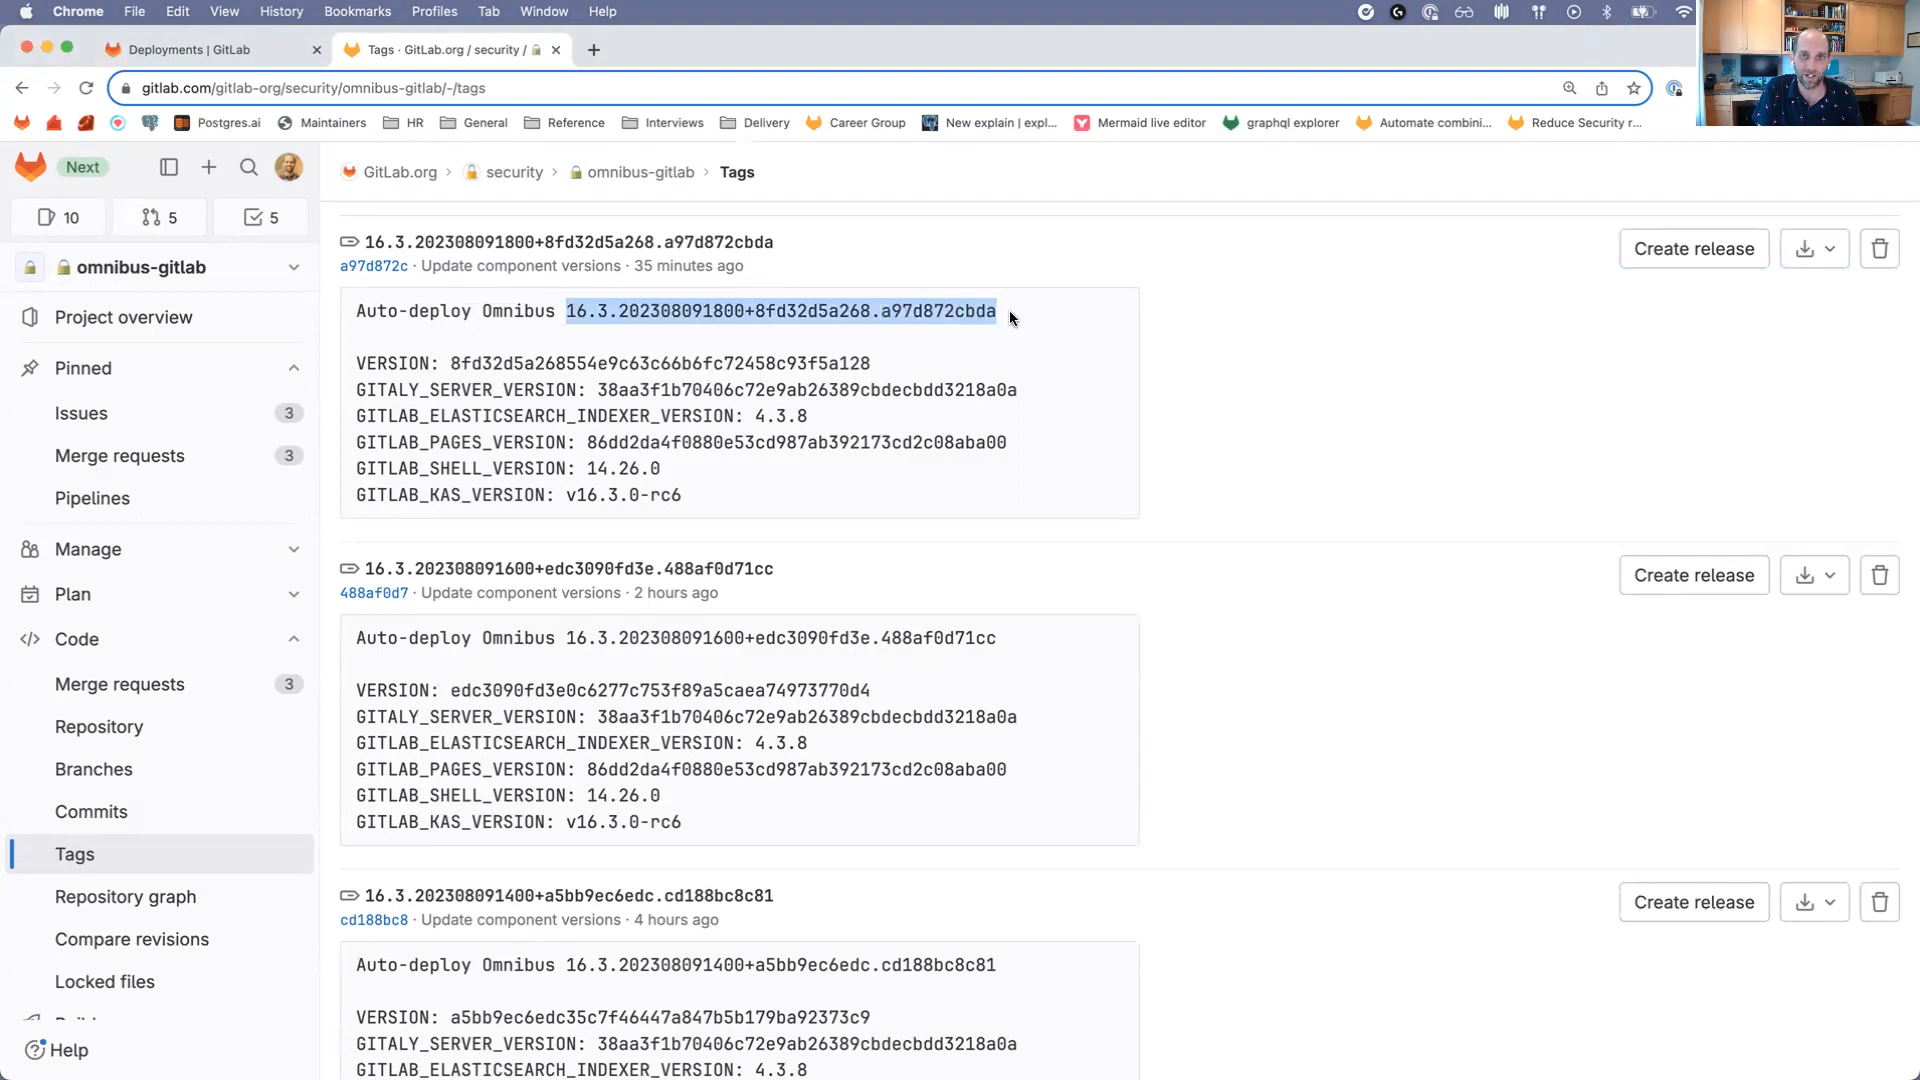 Chrome File Edit View History Bookmarks Profiles Tab Window Help
Deployments | GitLab
Tags · GitLab.org / security /
gitlab.com/gitlab-org/security/omnibus-gitlab/-/tags
Postgres.ai Maintainers HR General Reference Interviews Delivery Career Group New explain | expl... Mermaid live editor graphql explorer Automate combini... Reduce Security r...
Next
10 5 5
omnibus-gitlab
Project overview
Pinned
Issues 3
Merge requests 3
Pipelines
Manage
Plan
Code
Merge requests 3
Repository
Branches
Commits
Tags
Repository graph
Compare revisions
Locked files
Help
GitLab.org › security › omnibus-gitlab › Tags
16.3.202308091800+8fd32d5a268.a97d872cbda
a97d872c · Update component versions · 35 minutes ago
Create release
Auto-deploy Omnibus 16.3.202308091800+8fd32d5a268.a97d872cbda
VERSION: 8fd32d5a268554e9c63c66b6fc72458c93f5a128
GITALY_SERVER_VERSION: 38aa3f1b70406c72e9ab26389cbdecbdd3218a0a
GITLAB_ELASTICSEARCH_INDEXER_VERSION: 4.3.8
GITLAB_PAGES_VERSION: 86dd2da4f0880e53cd987ab392173cd2c08aba00
GITLAB_SHELL_VERSION: 14.26.0
GITLAB_KAS_VERSION: v16.3.0-rc6
16.3.202308091600+edc3090fd3e.488af0d71cc
488af0d7 · Update component versions · 2 hours ago
Create release
Auto-deploy Omnibus 16.3.202308091600+edc3090fd3e.488af0d71cc
VERSION: edc3090fd3e0c6277c753f89a5caea74973770d4
GITALY_SERVER_VERSION: 38aa3f1b70406c72e9ab26389cbdecbdd3218a0a
GITLAB_ELASTICSEARCH_INDEXER_VERSION: 4.3.8
GITLAB_PAGES_VERSION: 86dd2da4f0880e53cd987ab392173cd2c08aba00
GITLAB_SHELL_VERSION: 14.26.0
GITLAB_KAS_VERSION: v16.3.0-rc6
16.3.202308091400+a5bb9ec6edc.cd188bc8c81
cd188bc8 · Update component versions · 4 hours ago
Create release
Auto-deploy Omnibus 16.3.202308091400+a5bb9ec6edc.cd188bc8c81
VERSION: a5bb9ec6edc35c7f46447a847b5b179ba92373c9
GITALY_SERVER_VERSION: 38aa3f1b70406c72e9ab26389cbdecbdd3218a0a
GITLAB_ELASTICSEARCH_INDEXER_VERSION: 4.3.8